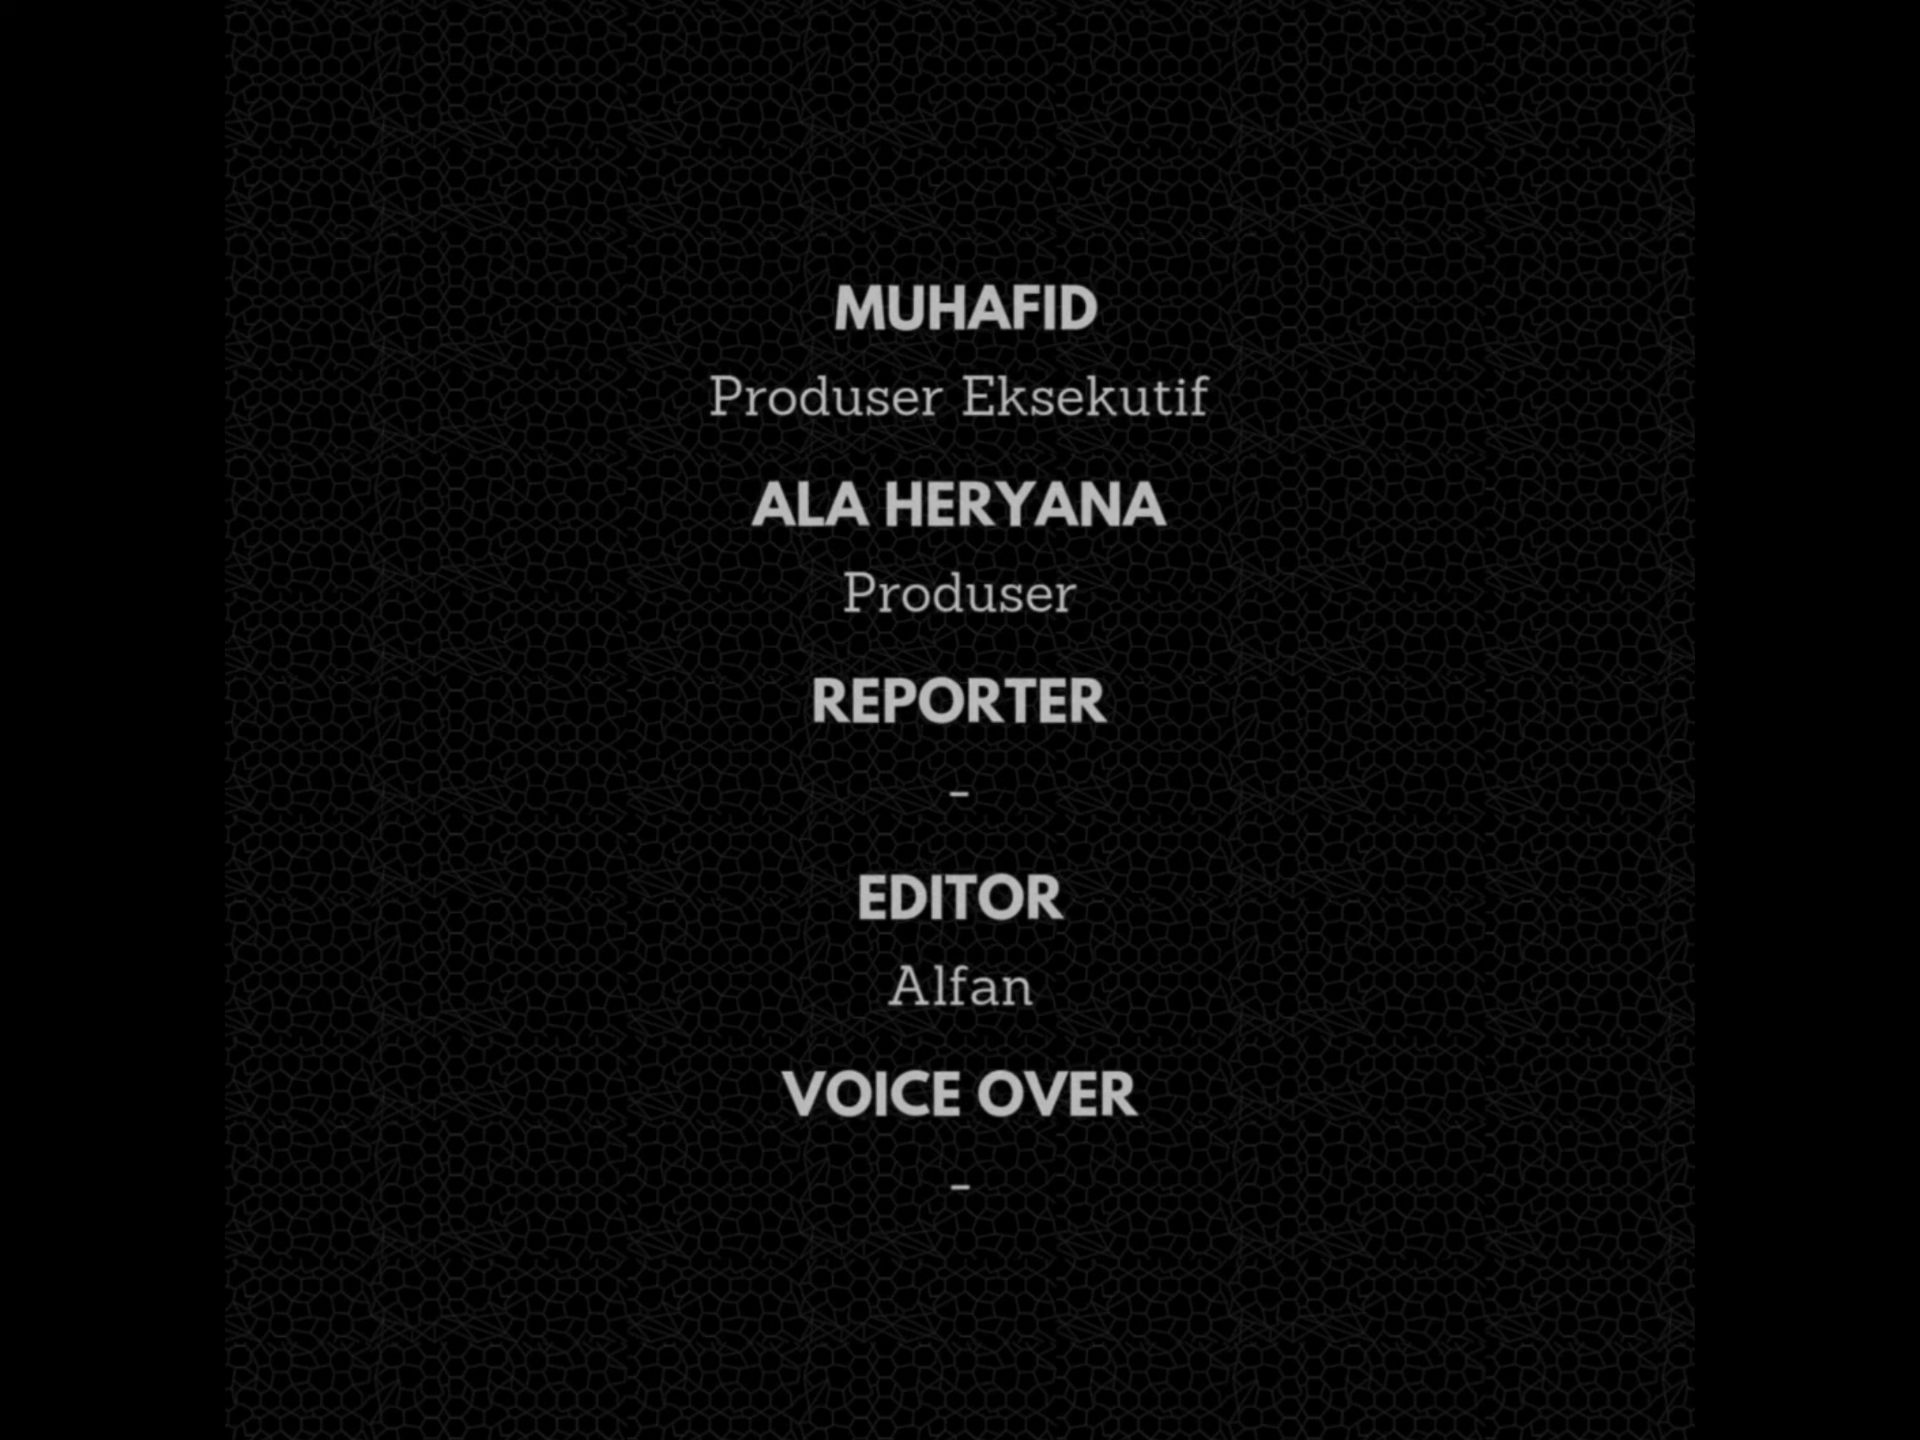 MUHAFID
Produser Eksekutif
ALA HERYANA
Produser
REPORTER
-
EDITOR
Alfan
VOICE OVER
-